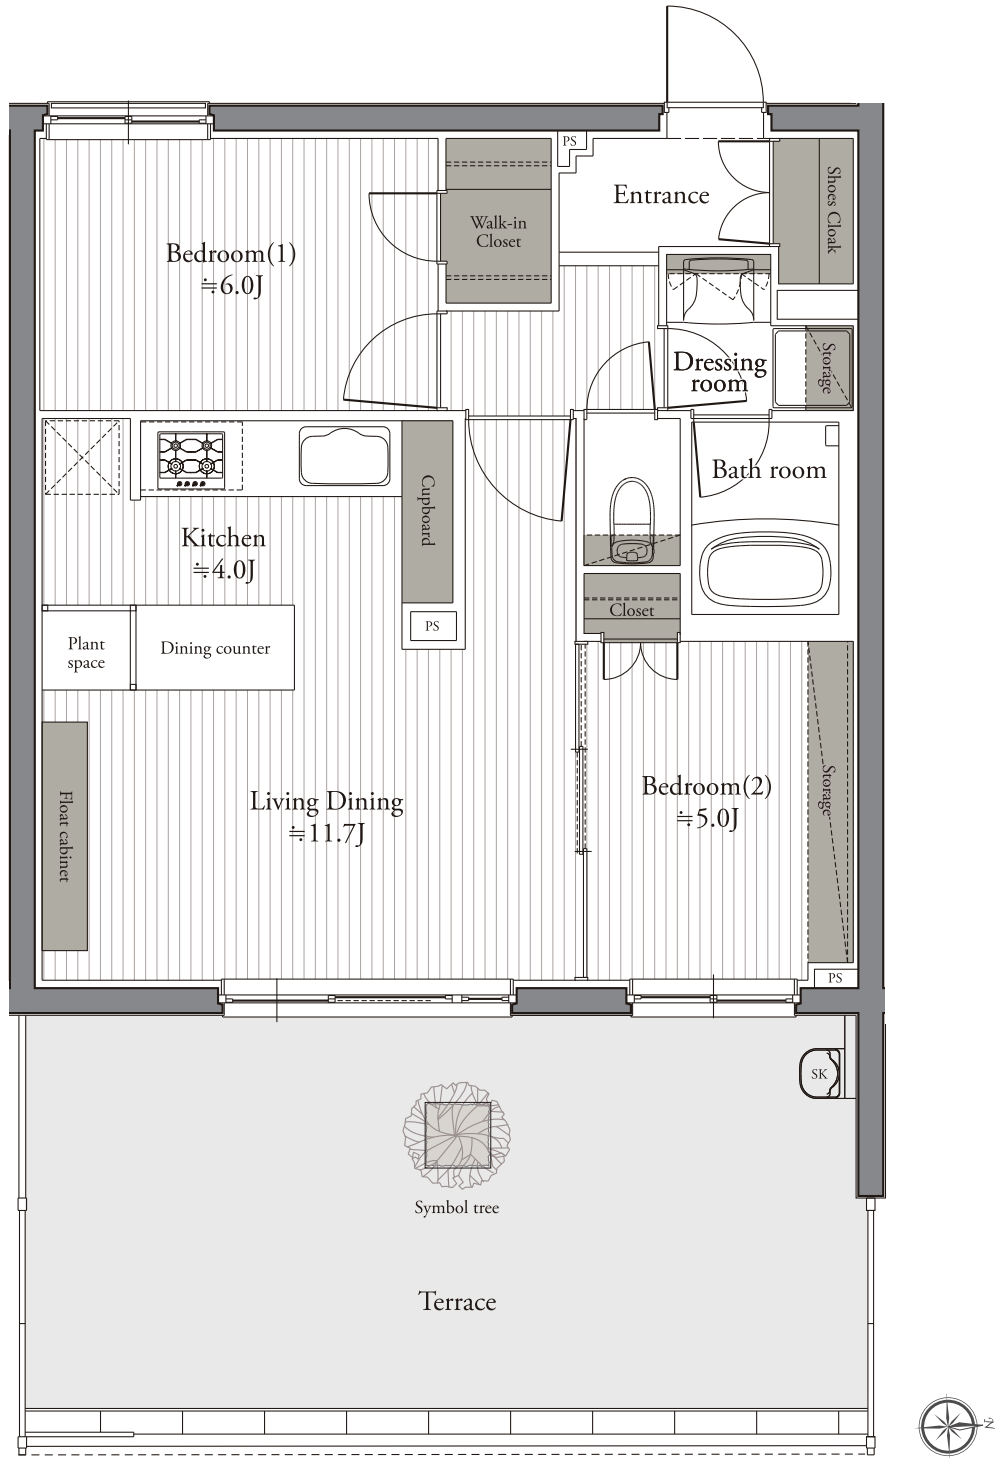 PS
Entrance
Shoes Cloak
Walk-in
Closet
Bedroom(1)
≒6.0J
Dressing
room
Storage
Bath room
Cupboard
Kitchen
≒4.0J
Closet
PS
Plant
space
Dining counter
Bedroom(2)
≒5.0J
Storage
Living Dining
≒11.7J
Float cabinet
PS
SK
Symbol tree
Terrace
N